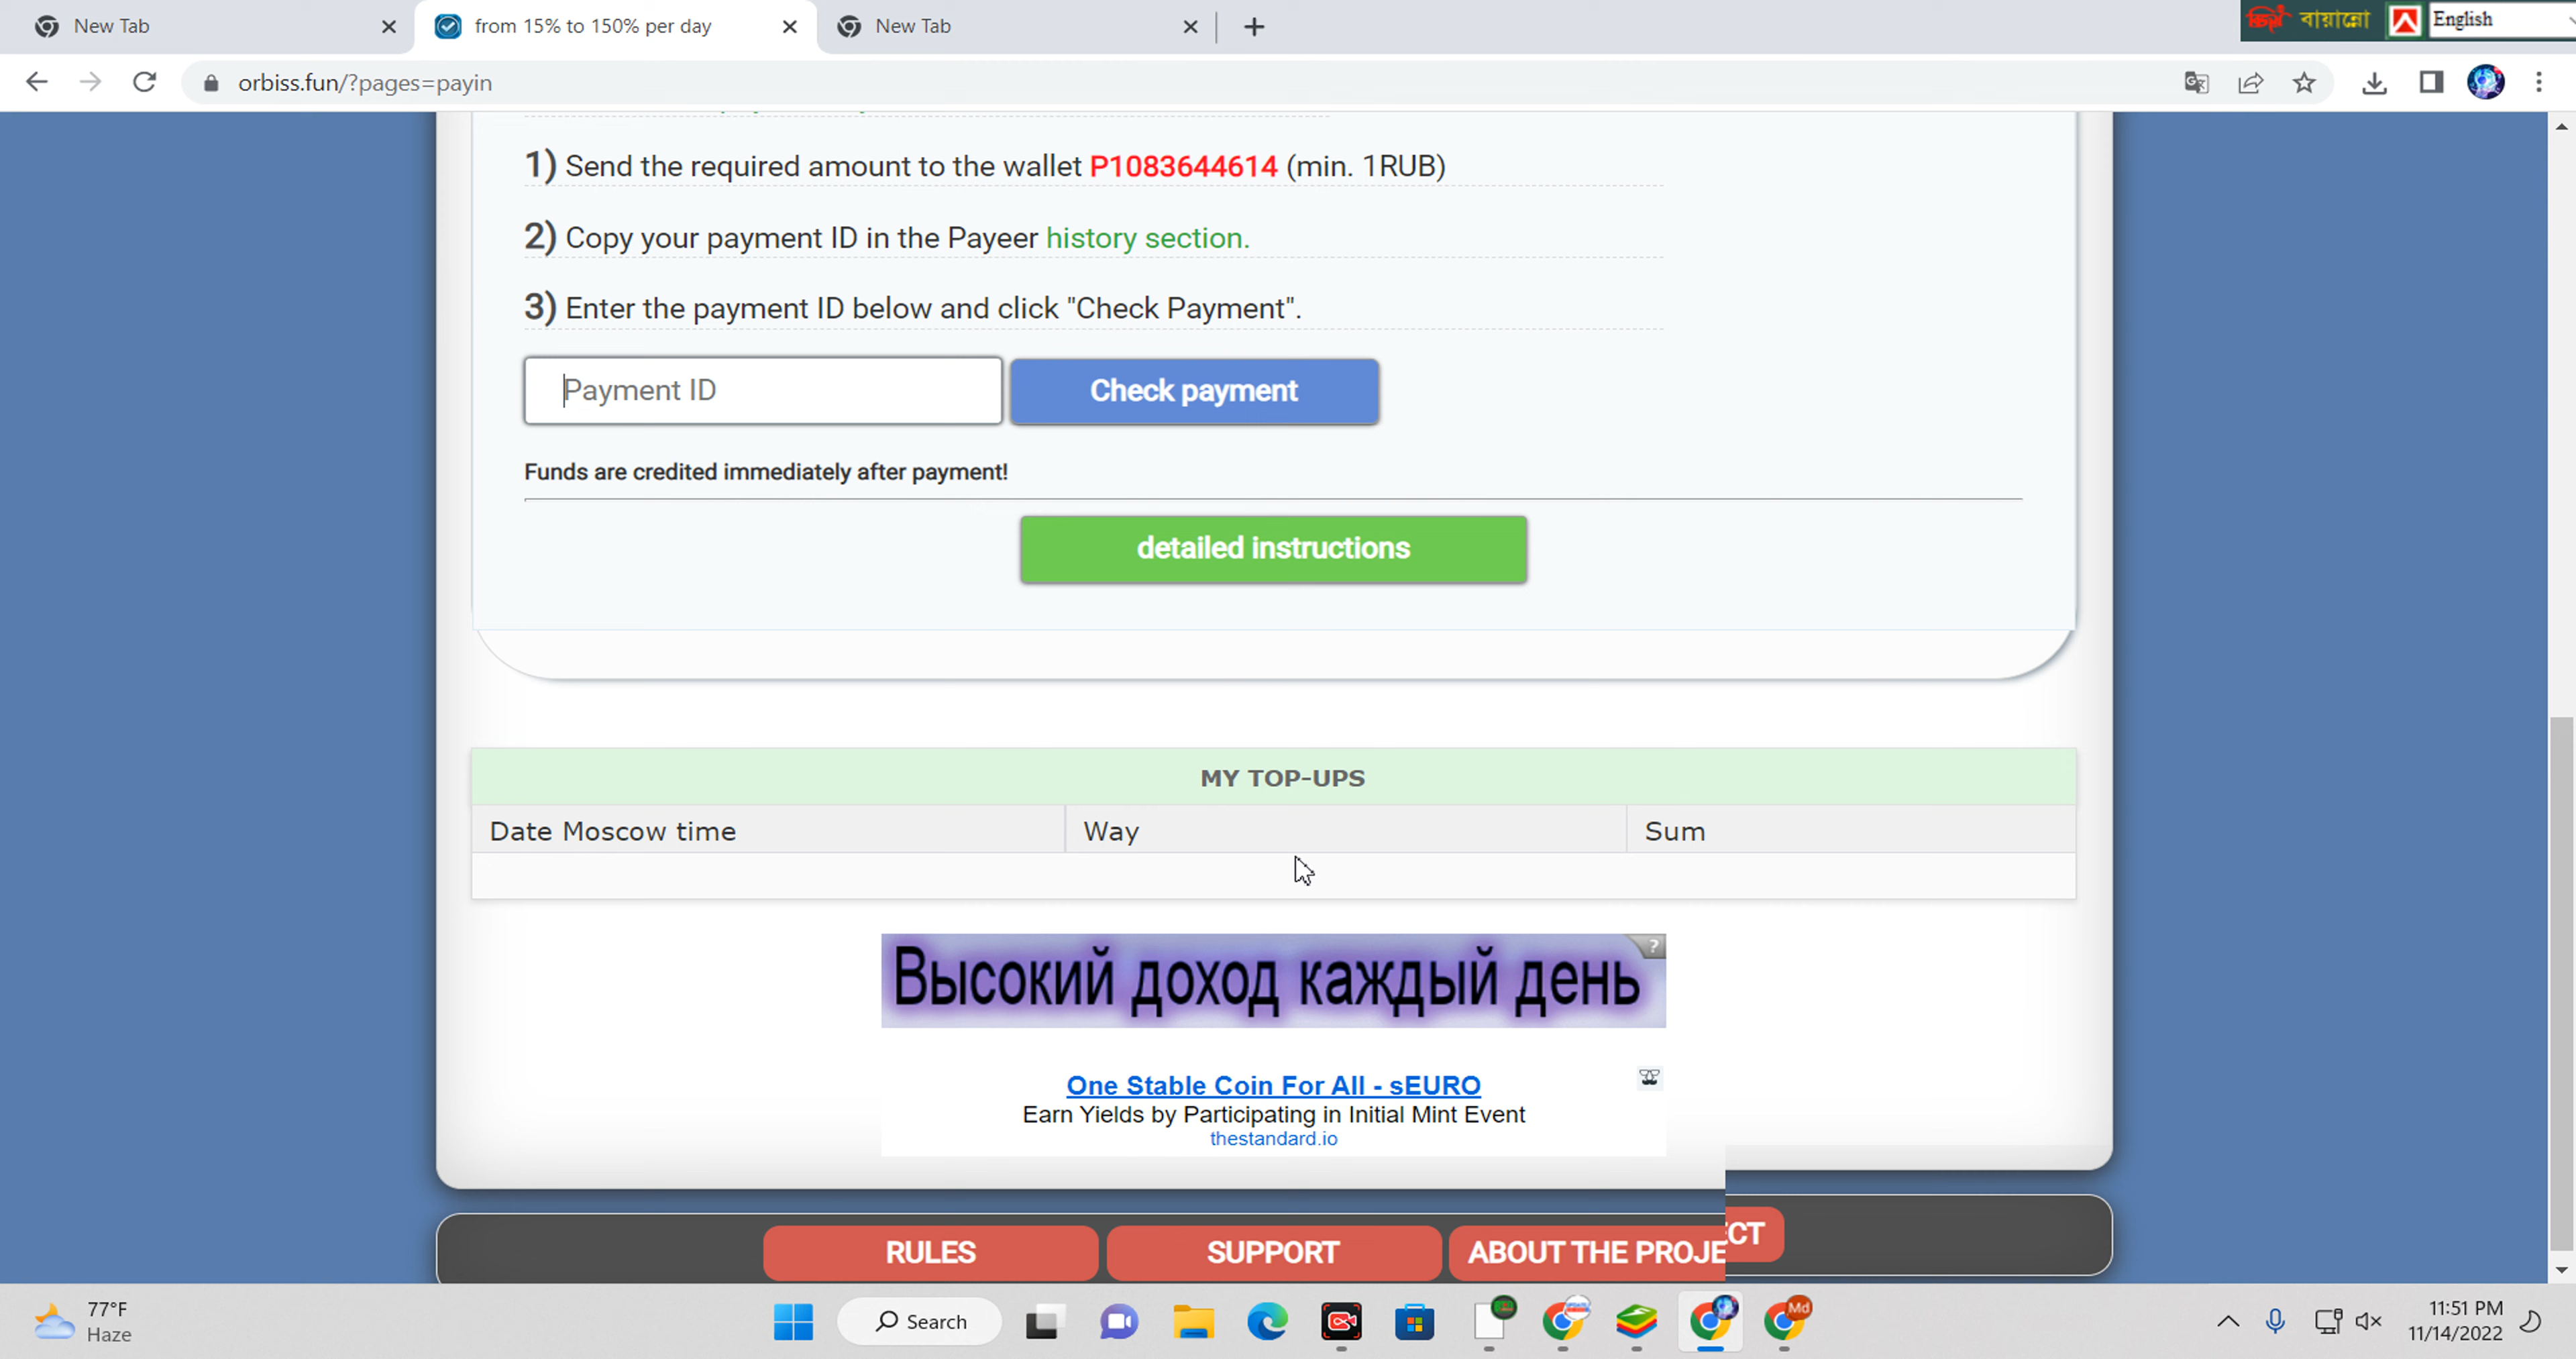 New Tab
from 15% to 150% per day
New Tab
চিঠি বায়ান্নো
English
orbiss.fun/?pages=payin
1) Send the required amount to the wallet P1083644614 (min. 1RUB)
2) Copy your payment ID in the Payeer history section.
3) Enter the payment ID below and click "Check Payment".
Payment ID
Check payment
Funds are credited immediately after payment!
detailed instructions
MY TOP-UPS
Date Moscow time
Way
Sum
Высокий доход каждый день
?
One Stable Coin For All - sEURO
Earn Yields by Participating in Initial Mint Event
thestandard.io
RULES
SUPPORT
ABOUT THE PROJE
CT
77°F
Haze
Search
Md
11:51 PM
11/14/2022